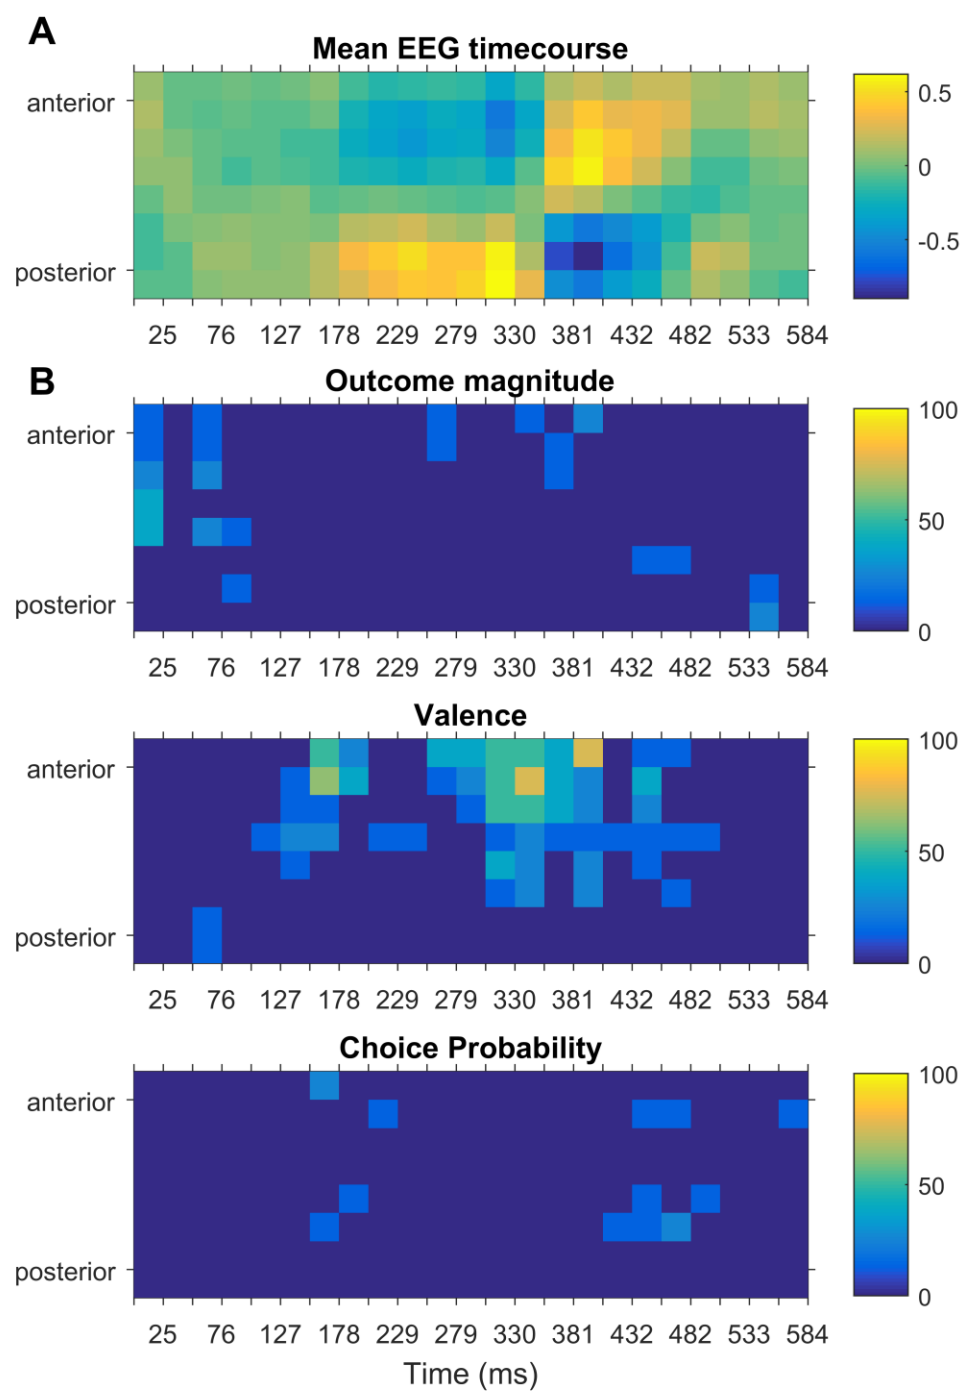 A
Mean EEG timecourse
anterior
posterior
0.5
0
-0.5
25 76 127 178 229 279 330 381 432 482 533 584
B
Outcome magnitude
anterior
posterior
100
50
0
25 76 127 178 229 279 330 381 432 482 533 584
Valence
anterior
posterior
100
50
0
25 76 127 178 229 279 330 381 432 482 533 584
Choice Probability
anterior
posterior
100
50
0
25 76 127 178 229 279 330 381 432 482 533 584
Time (ms)